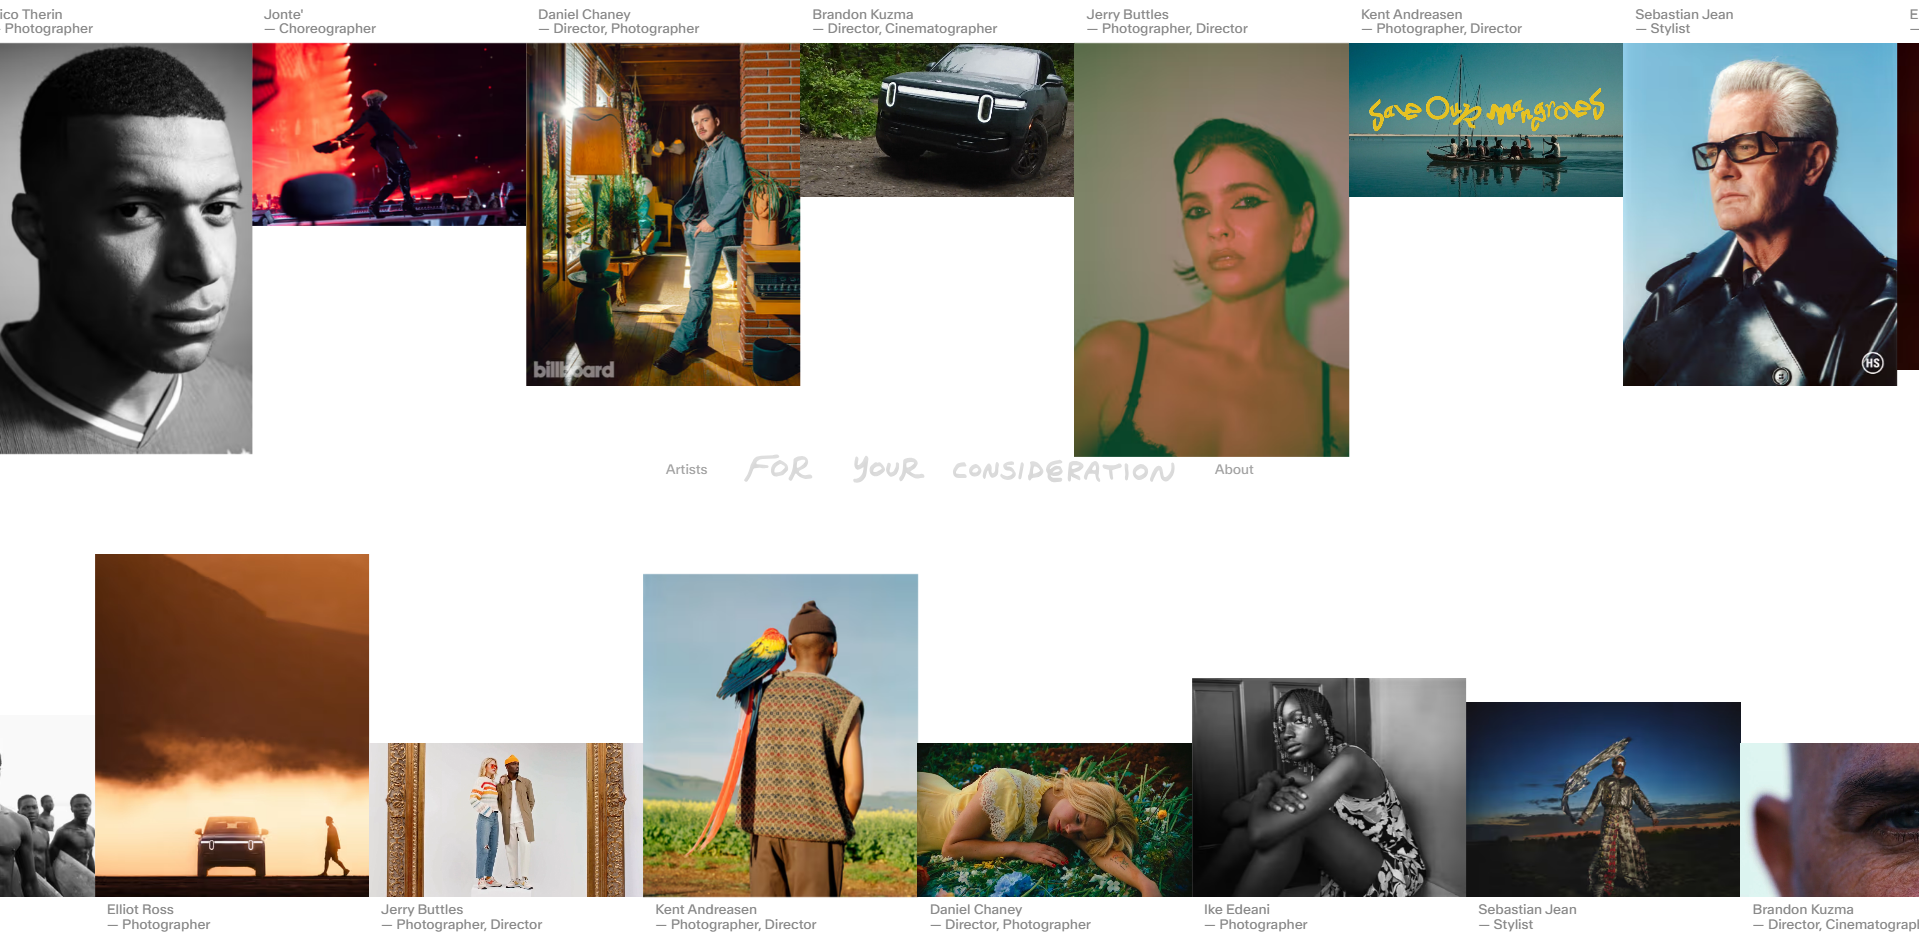 ico Therin
— Photographer
Jonte'
— Choreographer
Daniel Chaney
— Director, Photographer
Brandon Kuzma
— Director, Cinematographer
Jerry Buttles
— Photographer, Director
Kent Andreasen
— Photographer, Director
Sebastian Jean
— Stylist
E
—
Save Our mangroves
billboard
HS
Artists
FOR YOUR CONSIDERATION
About
Elliot Ross
— Photographer
Jerry Buttles
— Photographer, Director
Kent Andreasen
— Photographer, Director
Daniel Chaney
— Director, Photographer
Ike Edeani
— Photographer
Sebastian Jean
— Stylist
Brandon Kuzma
— Director, Cinematograp